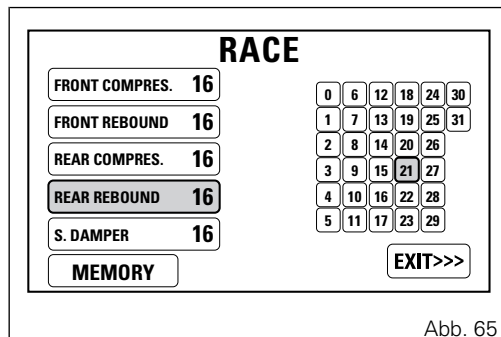 RACE
FRONT COMPRES. 16
FRONT REBOUND 16
REAR COMPRES. 16
REAR REBOUND 16
S. DAMPER 16
MEMORY
0 6 12 18 24 30
1 7 13 19 25 31
2 8 14 20 26
3 9 15 21 27
4 10 16 22 28
5 11 17 23 29
EXIT>>>
Abb. 65